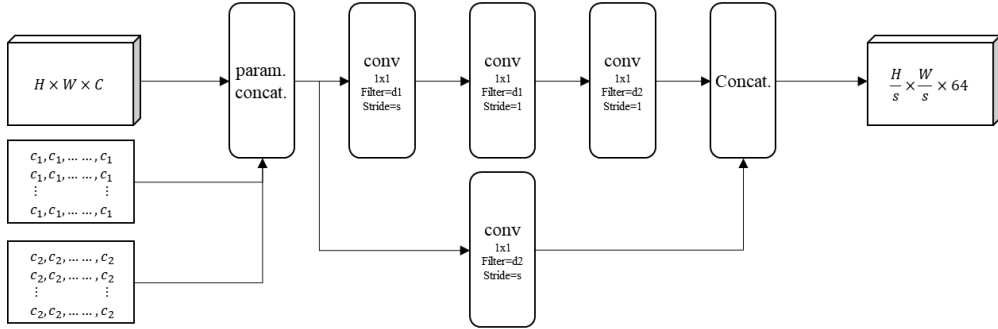 H × W × C
c₁, c₁, … …, c₁
c₁, c₁, … …, c₁
⋮ ⋮
c₁, c₁, … …, c₁
c₂, c₂, … …, c₂
c₂, c₂, … …, c₂
⋮ ⋮
c₂, c₂, … …, c₂
param.
concat.
conv
1x1
Filter=d1
Stride=s
conv
1x1
Filter=d1
Stride=1
conv
1x1
Filter=d2
Stride=1
conv
1x1
Filter=d2
Stride=s
Concat.
H/s × W/s × 64